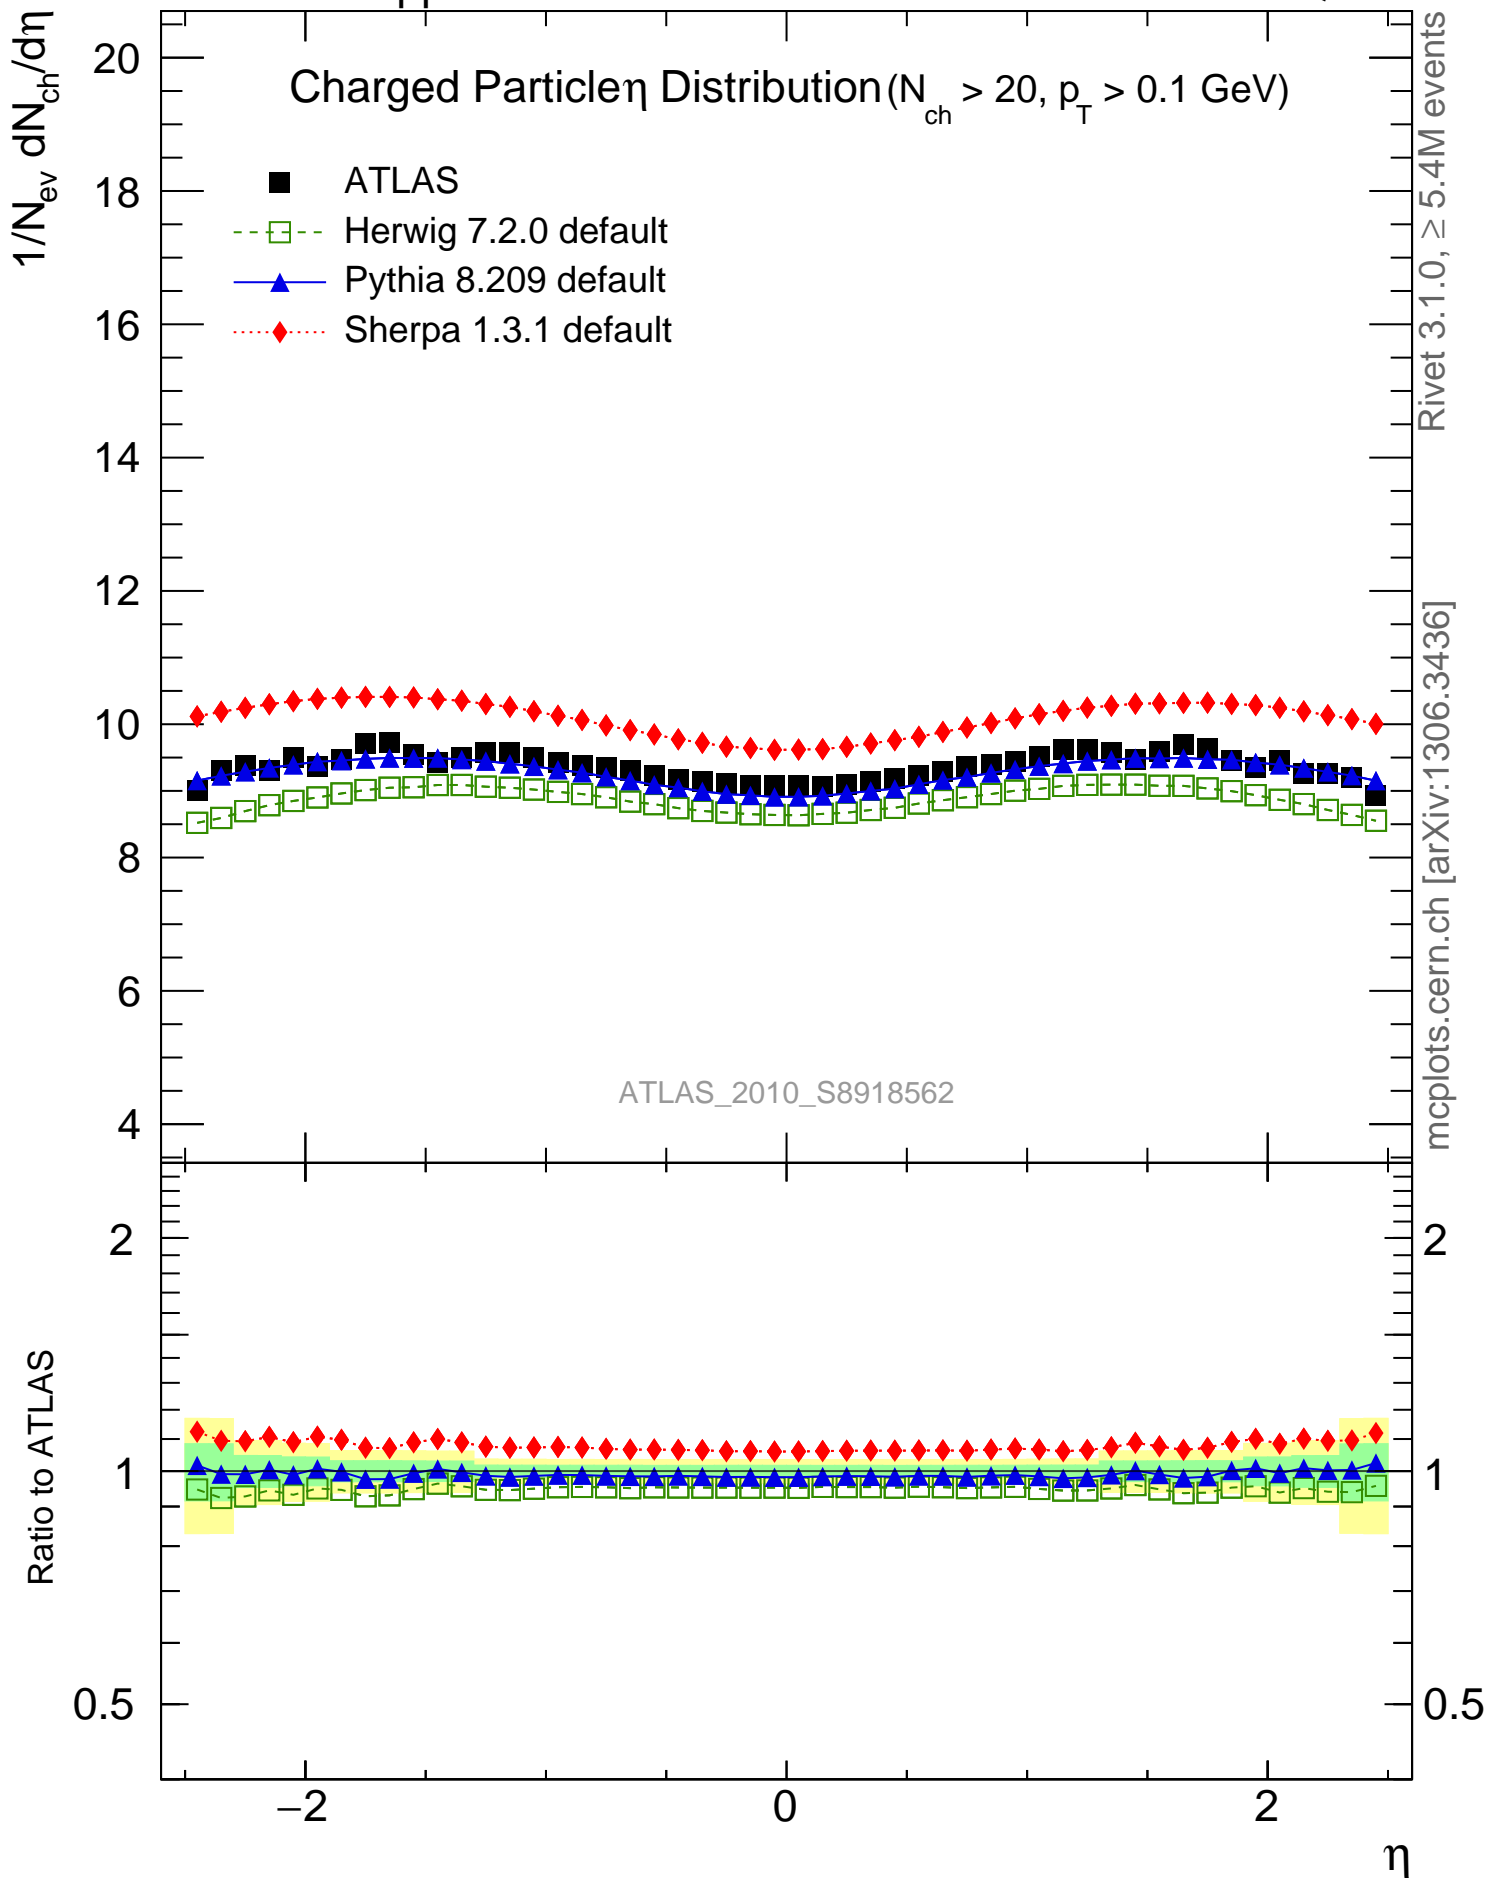 Charged Particleη Distribution (N_ch > 20, p_T > 0.1 GeV)
1/N_ev dN_ch/dη
ATLAS
Herwig 7.2.0 default
Pythia 8.209 default
Sherpa 1.3.1 default
20
18
16
14
12
10
8
6
4
ATLAS_2010_S8918562
Rivet 3.1.0, ≥ 5.4M events
mcplots.cern.ch [arXiv:1306.3436]
Ratio to ATLAS
2
1
0.5
2
1
0.5
−2
0
2
η